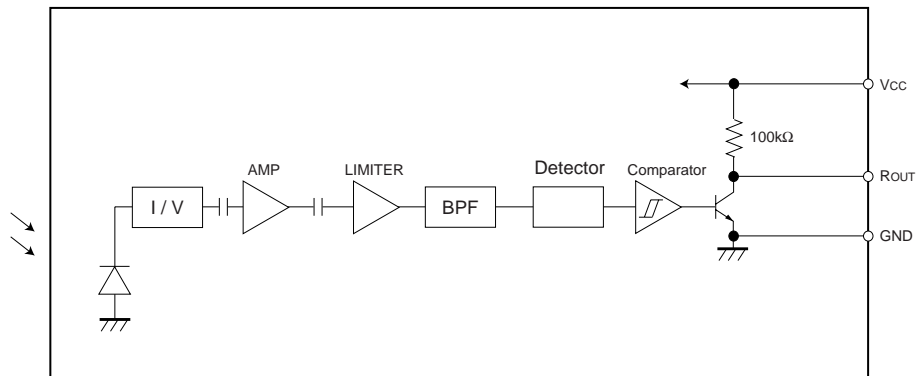 Vcc
100kΩ
AMP
LIMITER
Detector
Comparator
ROUT
I / V
BPF
GND